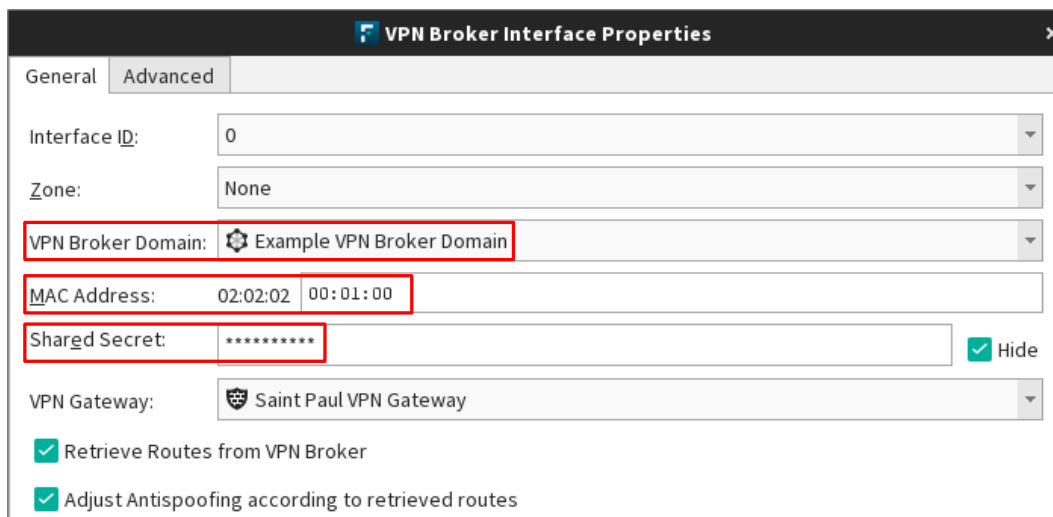 VPN Broker Interface Properties
General Advanced
Interface ID: 0
Zone: None
VPN Broker Domain: Example VPN Broker Domain
MAC Address: 02:02:02 00:01:00
Shared Secret: ********** Hide
VPN Gateway: Saint Paul VPN Gateway
Retrieve Routes from VPN Broker
Adjust Antispoofing according to retrieved routes